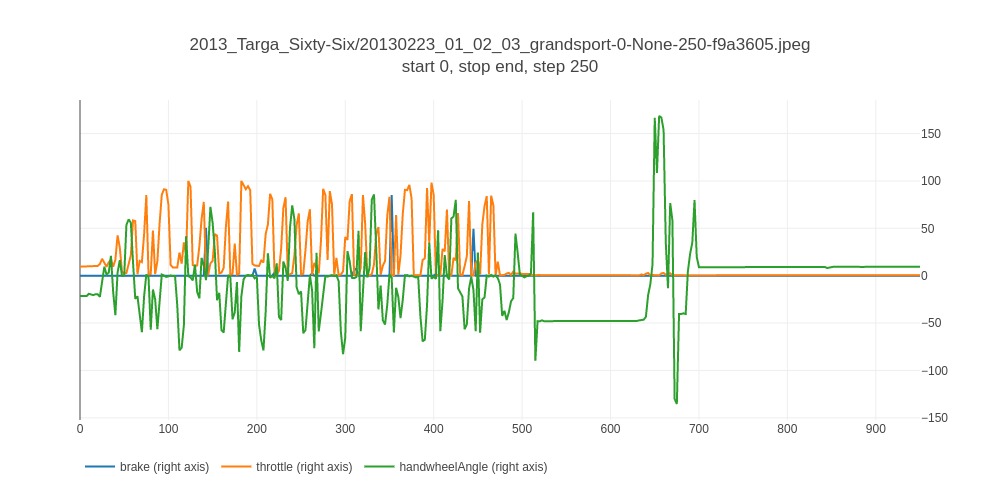 2013_Targa_Sixty-Six/20130223_01_02_03_grandsport-0-None-250-f9a3605.jpeg
start 0, stop end, step 250
150
100
50
0
−50
−100
−150
0 100 200 300 400 500 600 700 800 900
brake (right axis) throttle (right axis) handwheelAngle (right axis)